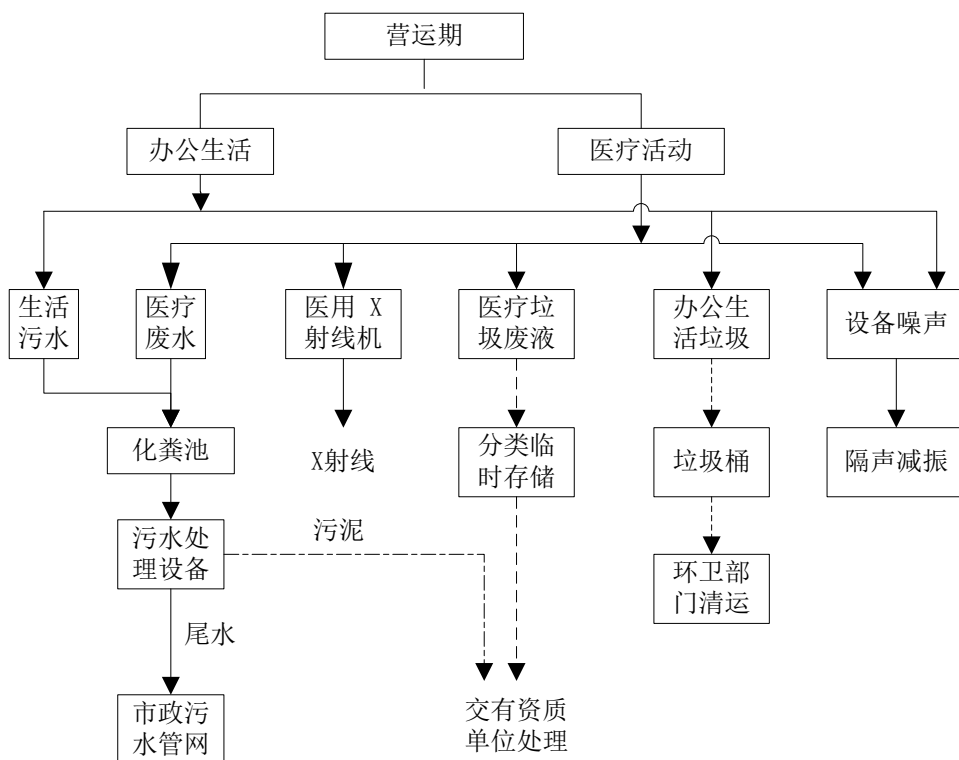 营运期
办公生活
医疗活动
生活
污水
医疗
废水
医用 X
射线机
医疗垃
圾废液
办公生
活垃圾
设备噪声
化粪池
X射线
分类临
时存储
垃圾桶
隔声减振
污水处
理设备
污泥
环卫部
门清运
尾水
市政污
水管网
交有资质
单位处理